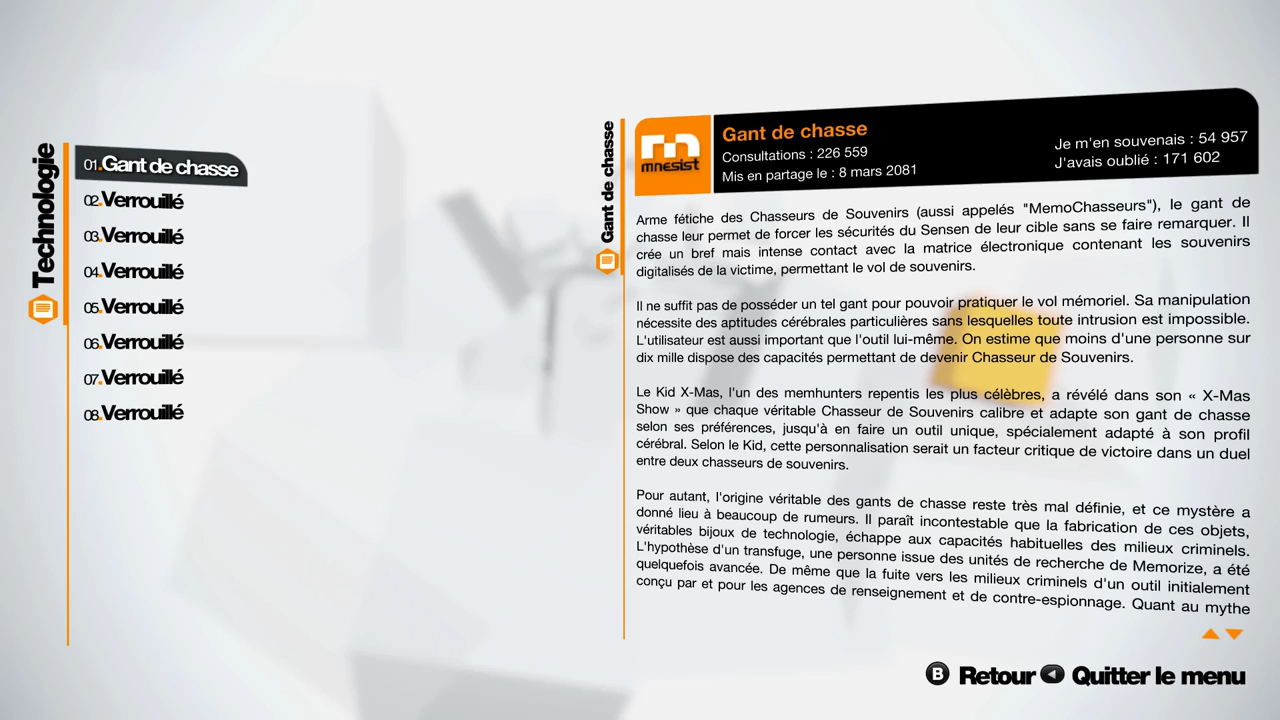 Technologie
01.Gant de chasse
02.Verrouillé
03.Verrouillé
04.Verrouillé
05.Verrouillé
06.Verrouillé
07.Verrouillé
08.Verrouillé
Gant de chasse
mnesist
Gant de chasse
Consultations : 226 559
Mis en partage le : 8 mars 2081
Je m'en souvenais : 54 957
J'avais oublié : 171 602
Arme fétiche des Chasseurs de Souvenirs (aussi appelés "MemoChasseurs"), le gant de
chasse leur permet de forcer les sécurités du Sensen de leur cible sans se faire remarquer. Il
crée un bref mais intense contact avec la matrice électronique contenant les souvenirs
digitalisés de la victime, permettant le vol de souvenirs.
Il ne suffit pas de posséder un tel gant pour pouvoir pratiquer le vol mémoriel. Sa manipulation
nécessite des aptitudes cérébrales particulières sans lesquelles toute intrusion est impossible.
L'utilisateur est aussi important que l'outil lui-même. On estime que moins d'une personne sur
dix mille dispose des capacités permettant de devenir Chasseur de Souvenirs.
Le Kid X-Mas, l'un des memhunters repentis les plus célèbres, a révélé dans son « X-Mas
Show » que chaque véritable Chasseur de Souvenirs calibre et adapte son gant de chasse
selon ses préférences, jusqu'à en faire un outil unique, spécialement adapté à son profil
cérébral. Selon le Kid, cette personnalisation serait un facteur critique de victoire dans un duel
entre deux chasseurs de souvenirs.
Pour autant, l'origine véritable des gants de chasse reste très mal définie, et ce mystère a
donné lieu à beaucoup de rumeurs. Il paraît incontestable que la fabrication de ces objets,
véritables bijoux de technologie, échappe aux capacités habituelles des milieux criminels.
L'hypothèse d'un transfuge, une personne issue des unités de recherche de Memorize, a été
quelquefois avancée. De même que la fuite vers les milieux criminels d'un outil initialement
conçu par et pour les agences de renseignement et de contre-espionnage. Quant au mythe
B Retour Quitter le menu